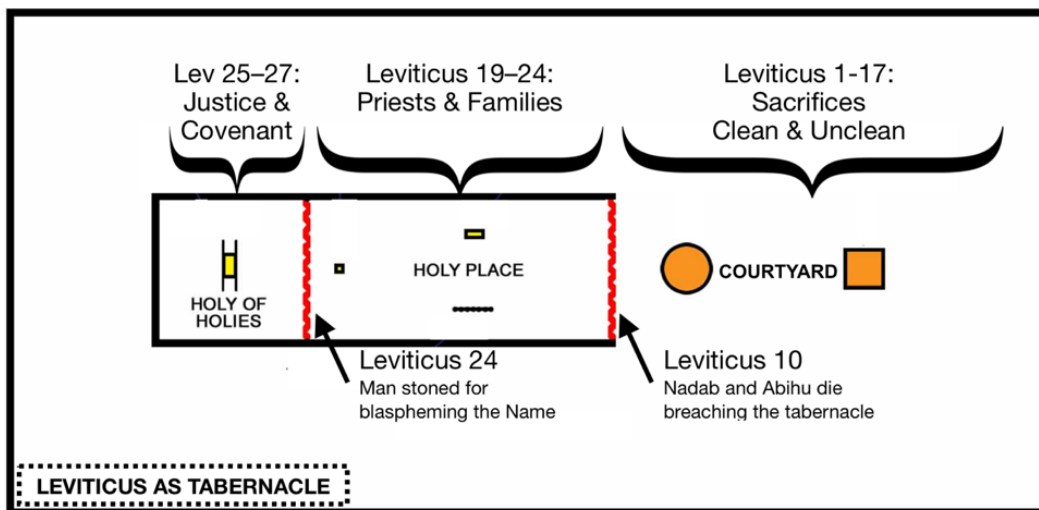 Lev 25–27:
Justice &
Covenant
Leviticus 19–24:
Priests & Families
Leviticus 1-17:
Sacrifices
Clean & Unclean
HOLY OF
HOLIES
HOLY PLACE
COURTYARD
Leviticus 24
Man stoned for
blaspheming the Name
Leviticus 10
Nadab and Abihu die
breaching the tabernacle
LEVITICUS AS TABERNACLE